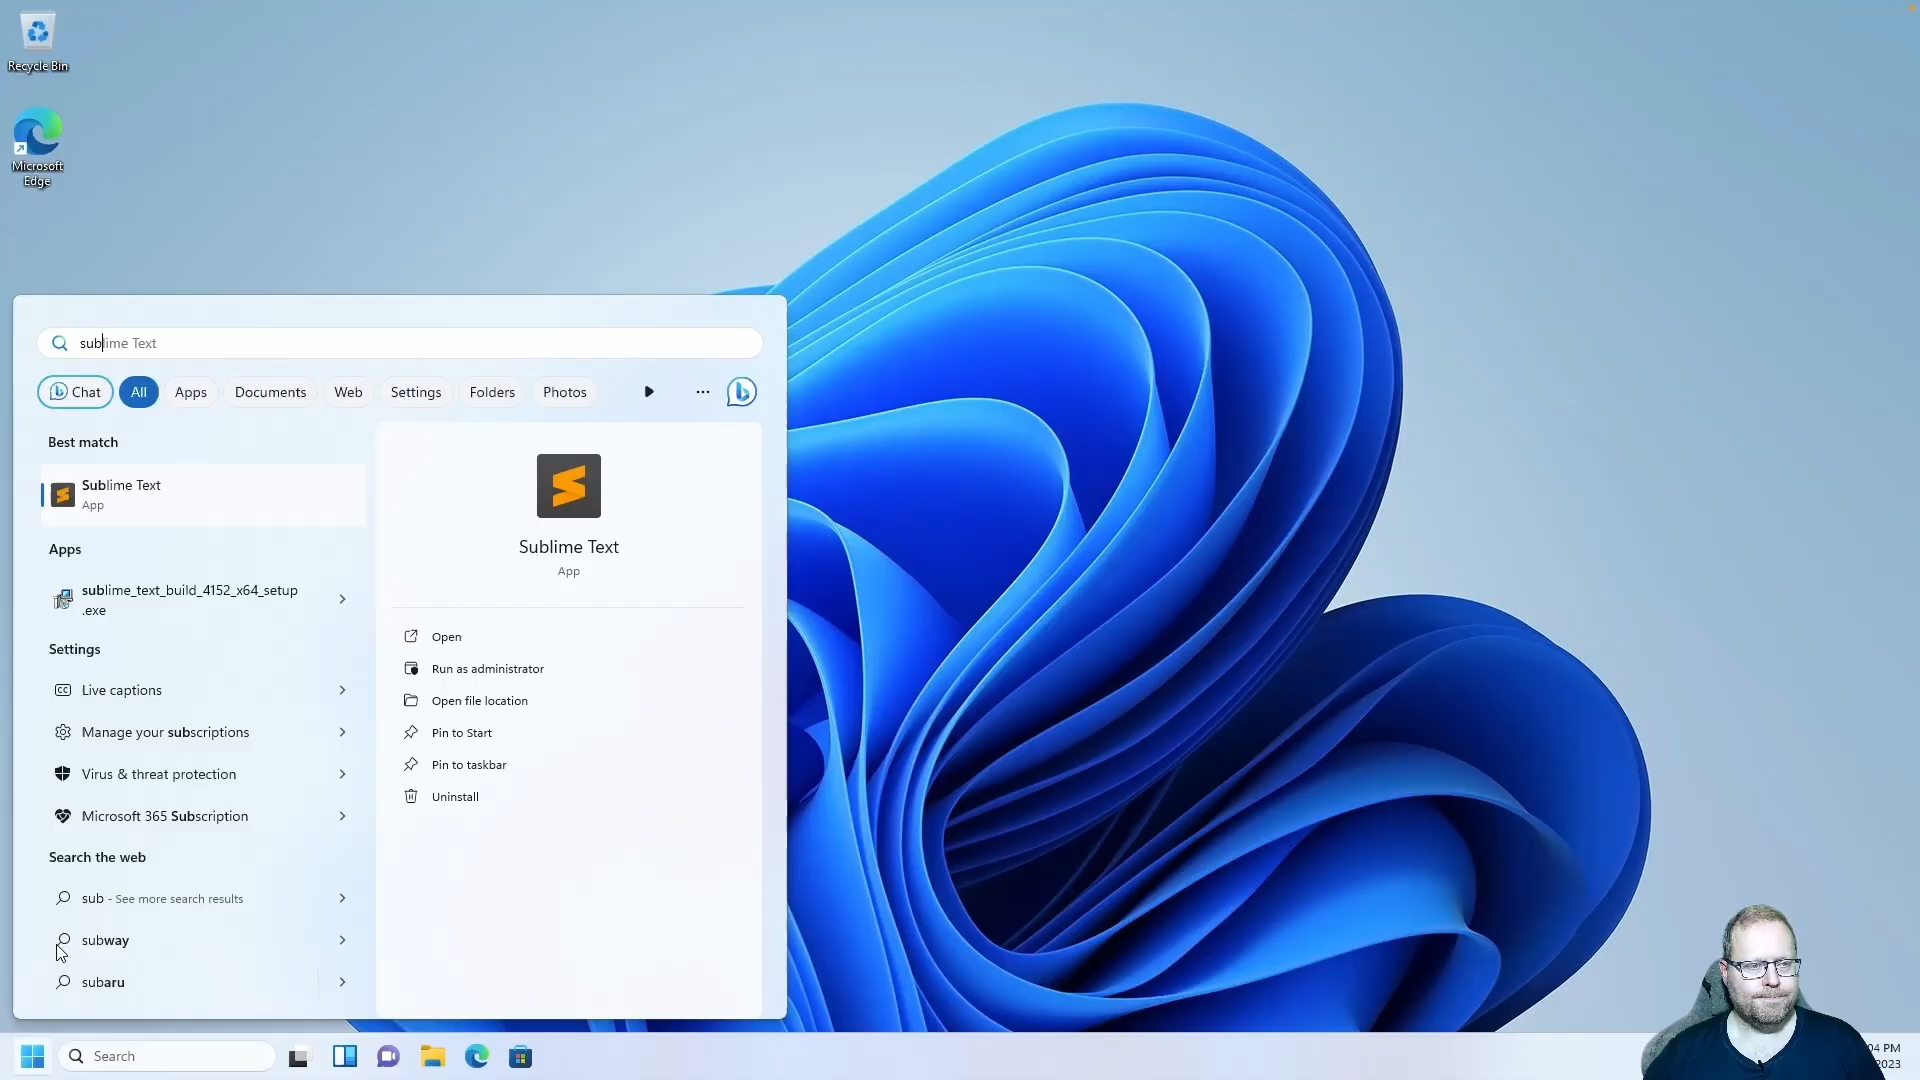 Recycle Bin
Microsoft
Edge
sublime Text
Chat
All
Apps
Documents
Web
Settings
Folders
Photos
Best match
Sublime Text
App
Apps
sublime_text_build_4152_x64_setup
.exe
Settings
Live captions
Manage your subscriptions
Virus & threat protection
Microsoft 365 Subscription
Search the web
sub - See more search results
subway
subaru
Sublime Text
App
Open
Run as administrator
Open file location
Pin to Start
Pin to taskbar
Uninstall
Search
04 PM
2023